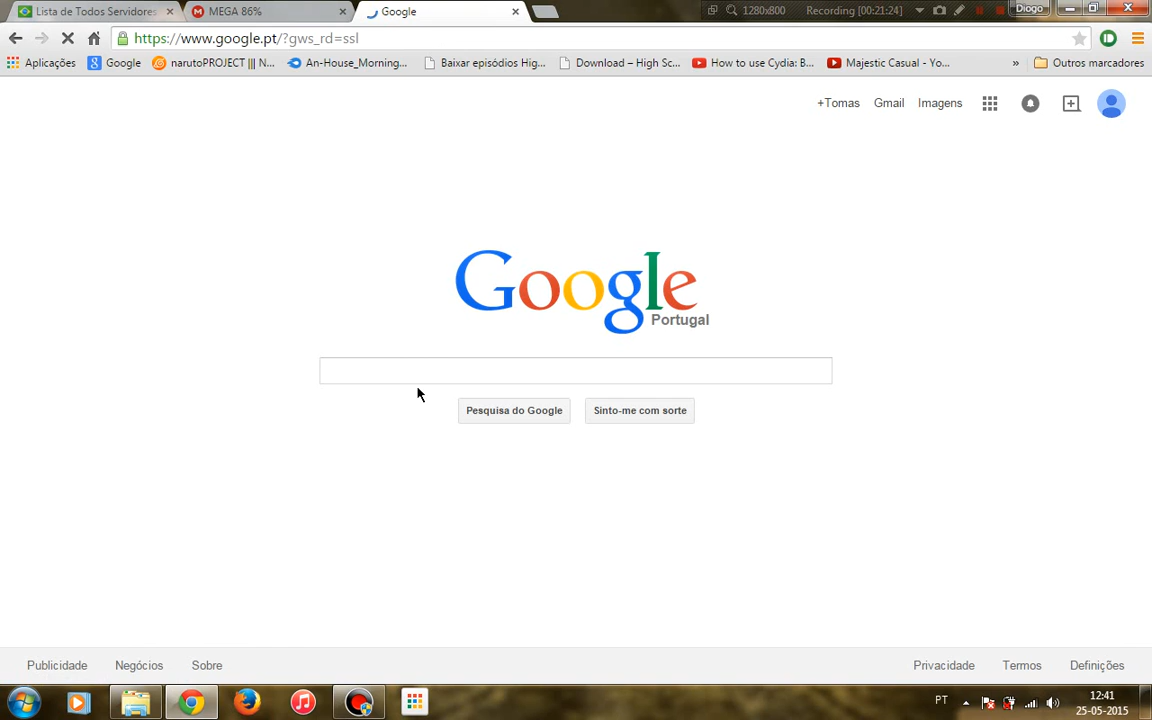 Lista de Todos Servidores
MEGA 86%
Google
1280x800
Recording [00:21:24]
Diogo
https://www.google.pt/?gws_rd=ssl
Aplicações
Google
narutoPROJECT ||| N...
An-House_Morning...
Baixar episódios Hig...
Download – High Sc...
How to use Cydia: B...
Majestic Casual - Yo...
»
Outros marcadores
+Tomas
Gmail
Imagens
Google
Portugal
Pesquisa do Google
Sinto-me com sorte
Publicidade
Negócios
Sobre
Privacidade
Termos
Definições
PT
12:41
25-05-2015